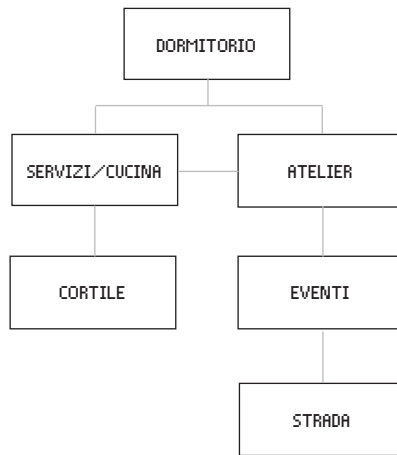 DORMITORIO
SERVIZI/CUCINA
ATELIER
CORTILE
EVENTI
STRADA